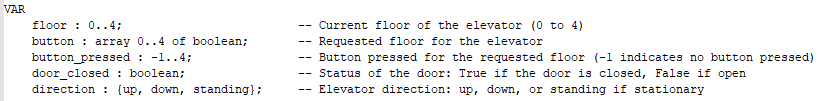 VAR
floor : 0..4; -- Current floor of the elevator (0 to 4)
button : array 0..4 of boolean; -- Requested floor for the elevator
button_pressed : -1..4; -- Button pressed for the requested floor (-1 indicates no button pressed)
door_closed : boolean; -- Status of the door: True if the door is closed, False if open
direction : {up, down, standing}; -- Elevator direction: up, down, or standing if stationary